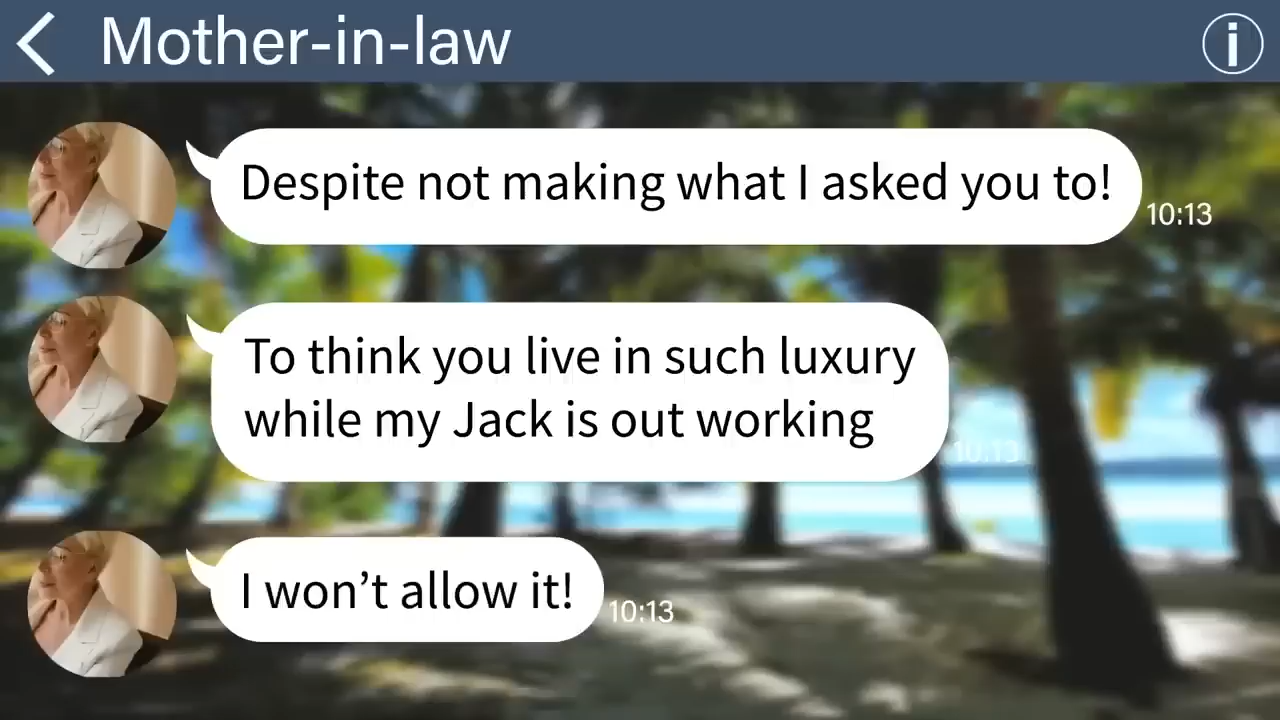 Mother-in-law
Despite not making what I asked you to!
10:13
To think you live in such luxury
while my Jack is out working
10:13
I won’t allow it!
10:13